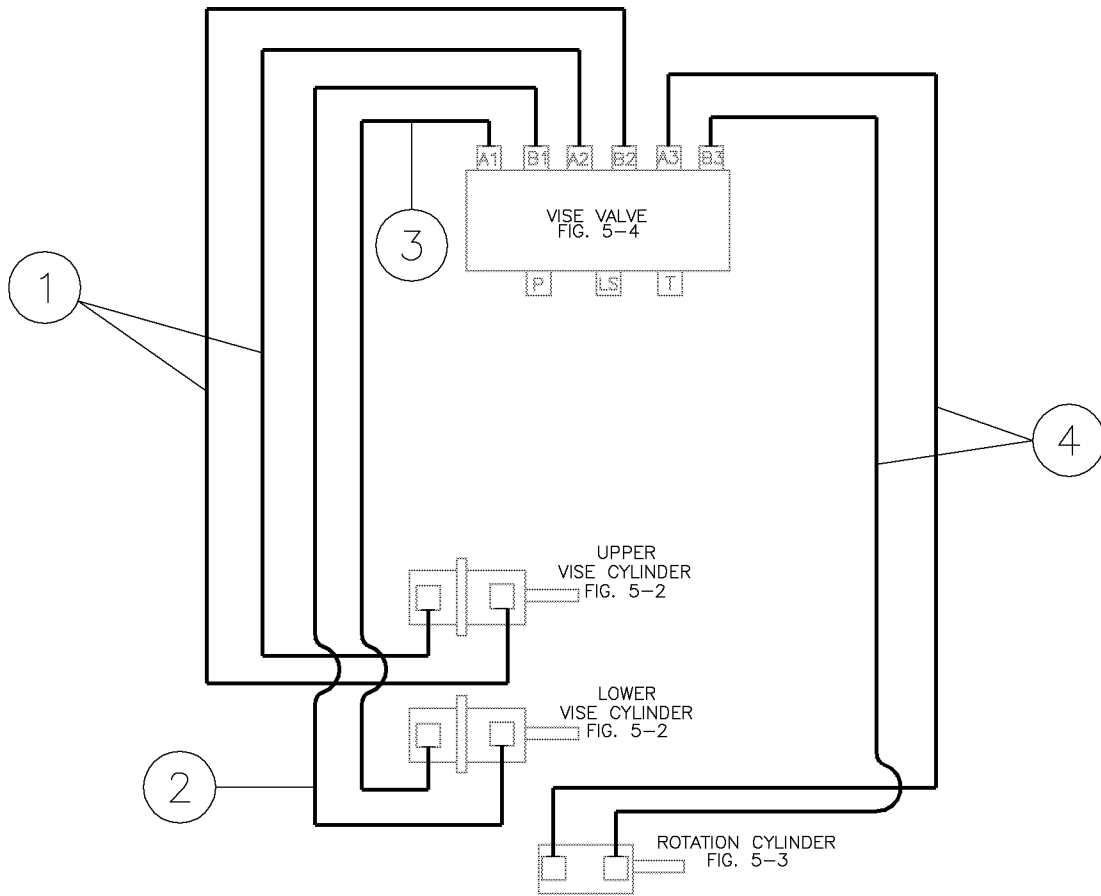 A1 B1 A2 B2 A3 B3
VISE VALVE
FIG. 5-4
3
P LS T
1
4
UPPER
VISE CYLINDER
FIG. 5-2
LOWER
VISE CYLINDER
FIG. 5-2
2
ROTATION CYLINDER
FIG. 5-3